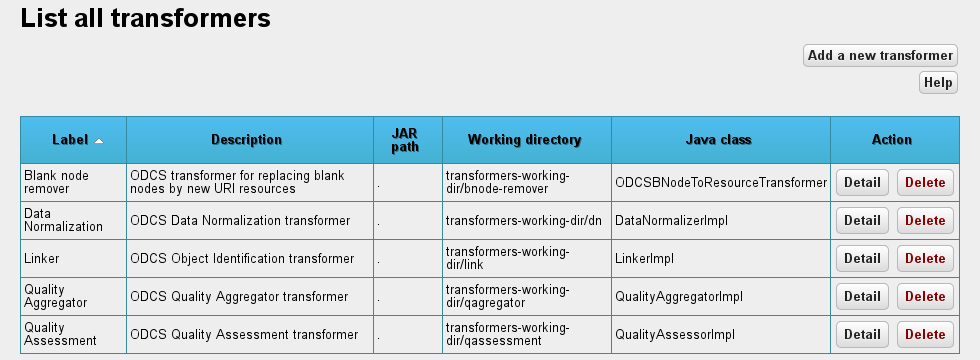 List all transformers
Add a new transformer
Help
Label Description JAR path Working directory Java class Action
Blank node remover ODCS transformer for replacing blank nodes by new URI resources . transformers-working-dir/bnode-remover ODCSBNodeToResourceTransformer Detail Delete
Data Normalization ODCS Data Normalization transformer . transformers-working-dir/dn DataNormalizerImpl Detail Delete
Linker ODCS Object Identification transformer . transformers-working-dir/link LinkerImpl Detail Delete
Quality Aggregator ODCS Quality Aggregator transformer . transformers-working-dir/qagregator QualityAggregatorImpl Detail Delete
Quality Assessment ODCS Quality Assessment transformer . transformers-working-dir/qassessment QualityAssessorImpl Detail Delete